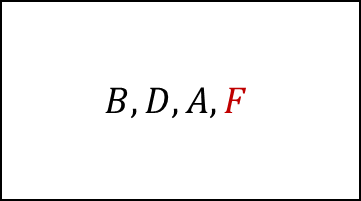 B, D, A, F